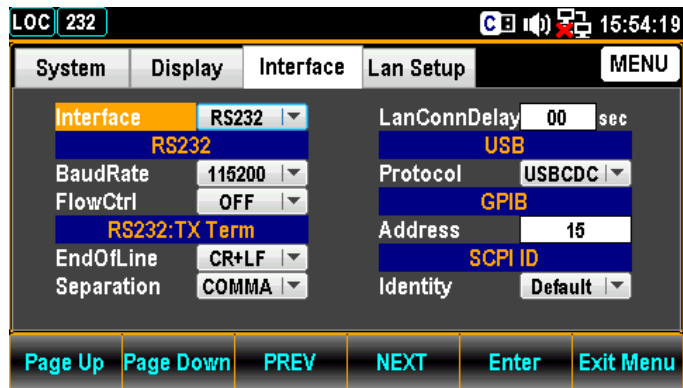 LOC 232 C 15:54:19
System Display Interface Lan Setup MENU
Interface RS232
RS232
BaudRate 115200
FlowCtrl OFF
RS232:TX Term
EndOfLine CR+LF
Separation COMMA
LanConnDelay 00 sec
USB
Protocol USBCDC
GPIB
Address 15
SCPI ID
Identity Default
Page Up Page Down PREV NEXT Enter Exit Menu